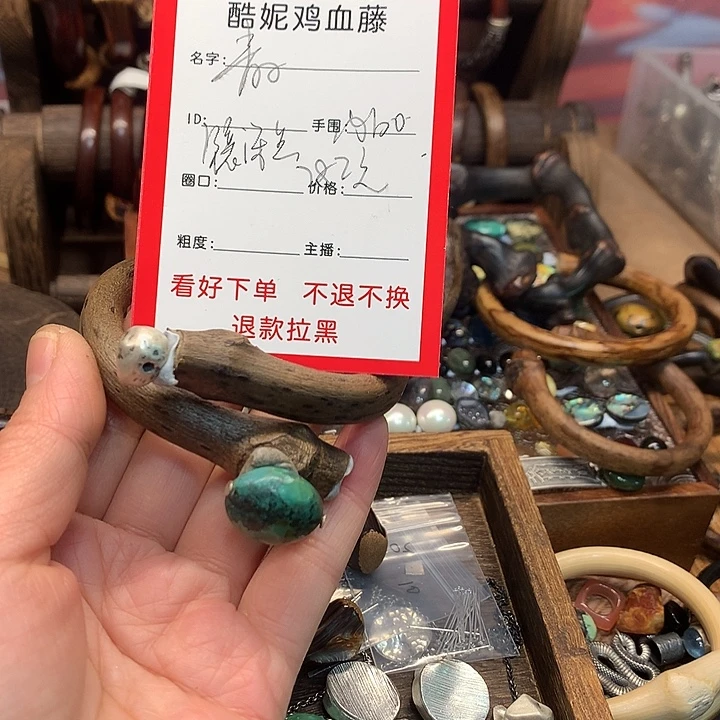 酷妮鸡血藤
名字:
ID: 手围:
圈口: 价格:
粗度: 主播:
看好下单 不退不换
退款拉黑